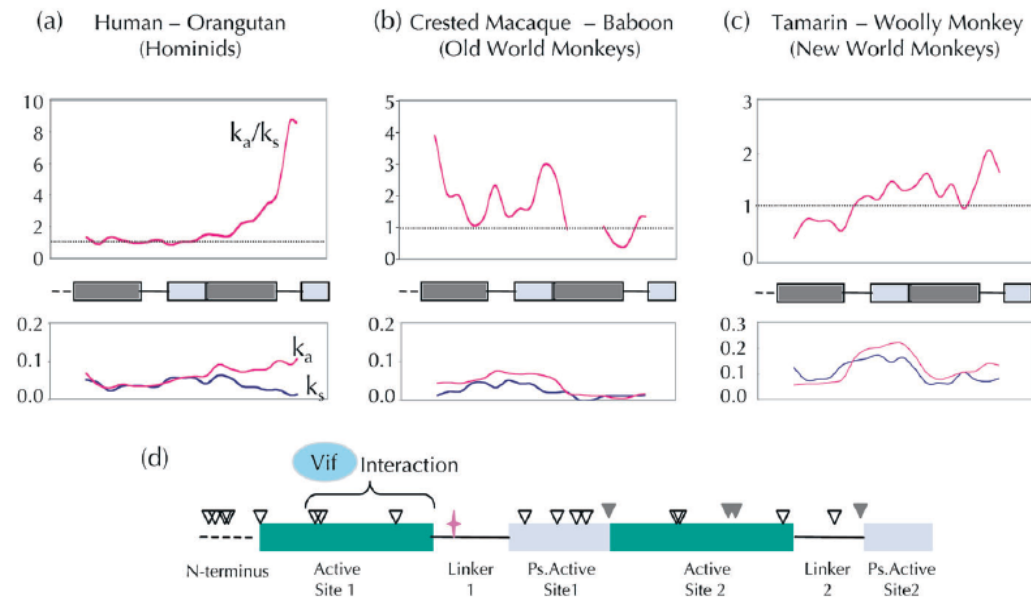 (a) Human – Orangutan
(Hominids)
(b) Crested Macaque – Baboon
(Old World Monkeys)
(c) Tamarin – Woolly Monkey
(New World Monkeys)
10
8
6
4
2
0
ka/ks
5
4
3
2
1
0
3
2
1
0
0.2
0.1
0.0
ka
ks
0.2
0.1
0.0
0.3
0.2
0.1
0.0
(d)
Vif Interaction
N-terminus
Active
Site 1
Linker
1
Ps.Active
Site1
Active
Site 2
Linker
2
Ps.Active
Site2